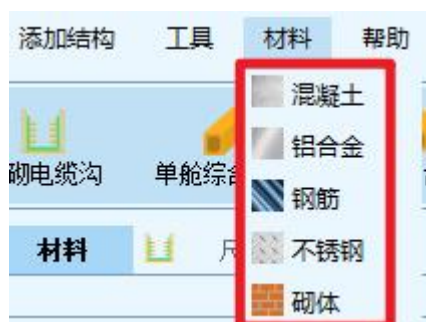 添加结构 工具 材料 帮助
混凝土
铝合金
砌电缆沟 单舱综合
钢筋
材料 尺 不锈钢
砌体